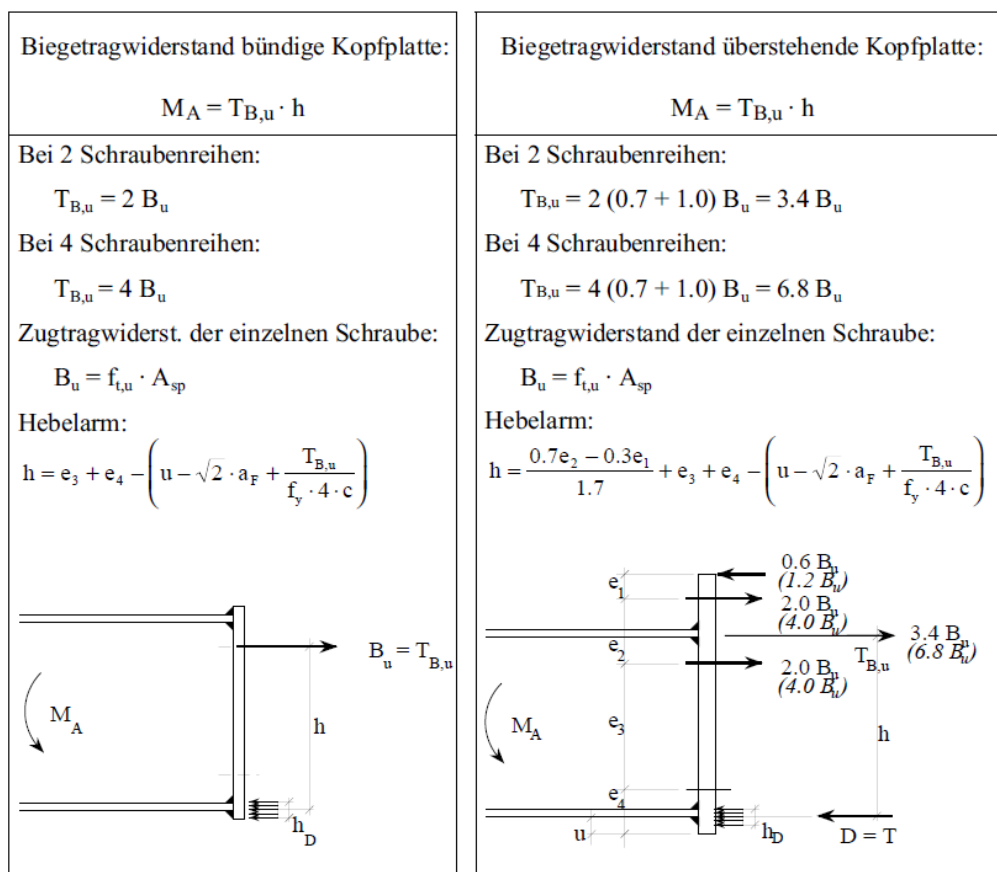 Biegetragwiderstand bündige Kopfplatte:
M_A = T_B,u · h
Bei 2 Schraubenreihen:
T_B,u = 2 B_u
Bei 4 Schraubenreihen:
T_B,u = 4 B_u
Zugtragwiderst. der einzelnen Schraube:
B_u = f_t,u · A_sp
Hebelarm:
h = e_3 + e_4 − (u − √2 · a_F + T_B,u / (f_y · 4 · c))
B_u = T_B,u
M_A
h
h_D
Biegetragwiderstand überstehende Kopfplatte:
M_A = T_B,u · h
Bei 2 Schraubenreihen:
T_B,u = 2 (0.7 + 1.0) B_u = 3.4 B_u
Bei 4 Schraubenreihen:
T_B,u = 4 (0.7 + 1.0) B_u = 6.8 B_u
Zugtragwiderstand der einzelnen Schraube:
B_u = f_t,u · A_sp
Hebelarm:
h = (0.7e_2 − 0.3e_1) / 1.7 + e_3 + e_4 − (u − √2 · a_F + T_B,u / (f_y · 4 · c))
0.6 B_u
(1.2 B_u)
e_1
2.0 B_u
(4.0 B_u)
3.4 B_u
(6.8 B_u)
e_2
T_B,u
2.0 B_u
(4.0 B_u)
M_A
e_3
h
e_4
u
h_D
D = T